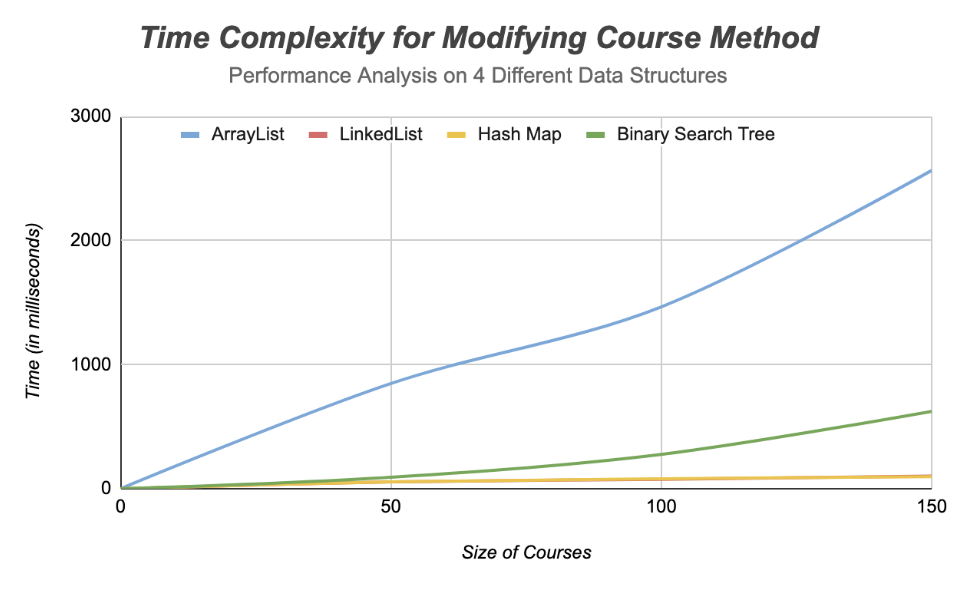 Time Complexity for Modifying Course Method
Performance Analysis on 4 Different Data Structures
3000
ArrayList LinkedList Hash Map Binary Search Tree
2000
Time (in milliseconds)
1000
0
0 50 100 150
Size of Courses